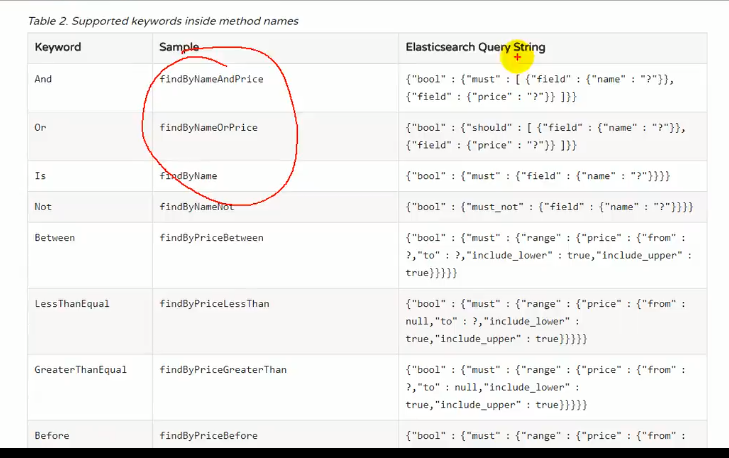 Table 2. Supported keywords inside method names
Keyword Sample Elasticsearch Query String
And findByNameAndPrice {"bool" : {"must" : [ {"field" : {"name" : "?"}},
{"field" : {"price" : "?"}} ]}}
Or findByNameOrPrice {"bool" : {"should" : [ {"field" : {"name" : "?"}},
{"field" : {"price" : "?"}} ]}}
Is findByName {"bool" : {"must" : {"field" : {"name" : "?"}}}}
Not findByNameNot {"bool" : {"must_not" : {"field" : {"name" : "?"}}}}
Between findByPriceBetween {"bool" : {"must" : {"range" : {"price" : {"from" :
?,"to" : ?,"include_lower" : true,"include_upper" :
true}}}}}
LessThanEqual findByPriceLessThan {"bool" : {"must" : {"range" : {"price" : {"from" :
null,"to" : ?,"include_lower" :
true,"include_upper" : true}}}}}
GreaterThanEqual findByPriceGreaterThan {"bool" : {"must" : {"range" : {"price" : {"from" :
?,"to" : null,"include_lower" :
true,"include_upper" : true}}}}}
Before findByPriceBefore {"bool" : {"must" : {"range" : {"price" : {"from" :